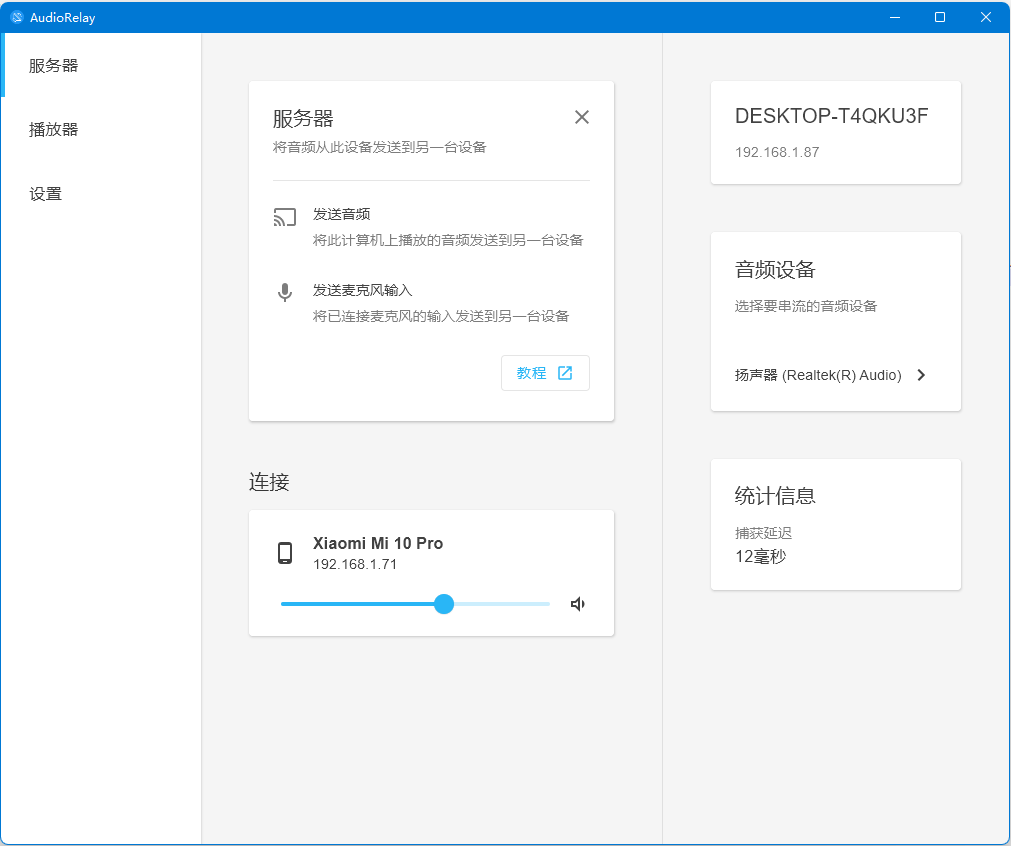 AudioRelay
服务器
播放器
设置
服务器
将音频从此设备发送到另一台设备
发送音频
将此计算机上播放的音频发送到另一台设备
发送麦克风输入
将已连接麦克风的输入发送到另一台设备
教程
连接
Xiaomi Mi 10 Pro
192.168.1.71
DESKTOP-T4QKU3F
192.168.1.87
音频设备
选择要串流的音频设备
扬声器 (Realtek(R) Audio)
统计信息
捕获延迟
12毫秒